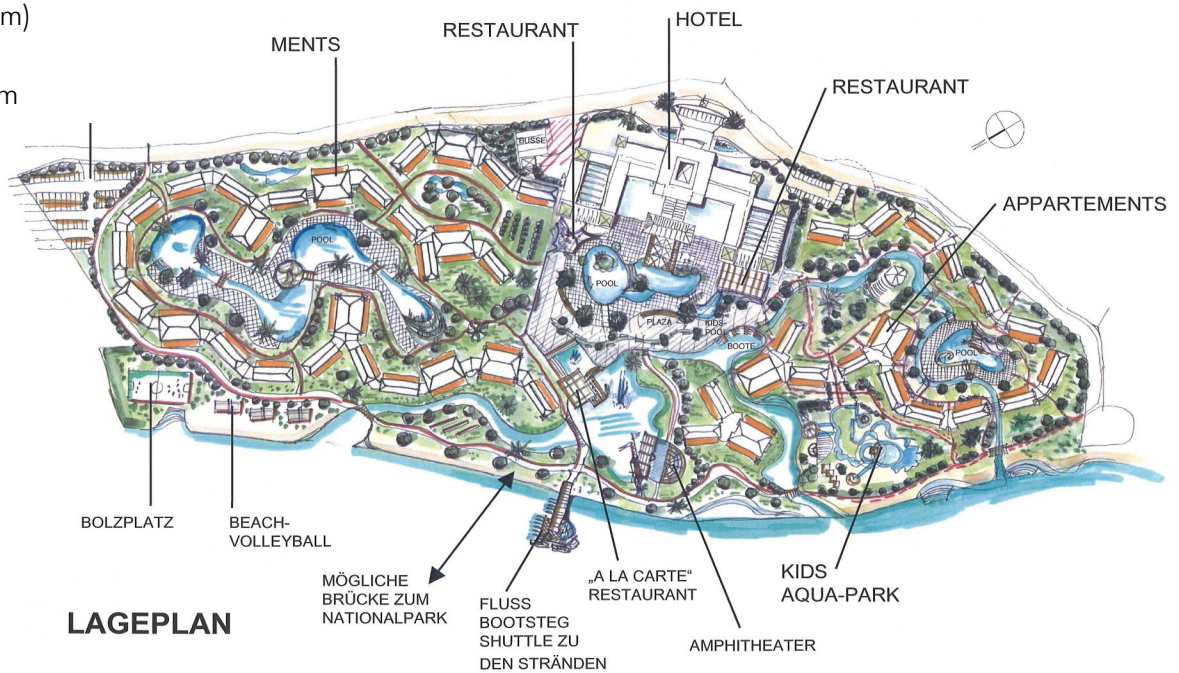 m)
m
MENTS
RESTAURANT
HOTEL
RESTAURANT
APPARTEMENTS
BUSSE
POOL
POOL
PLAZA
KIDS-
POOL
BOOTE
POOL
BOLZPLATZ
BEACH-
VOLLEYBALL
MÖGLICHE
BRÜCKE ZUM
NATIONALPARK
FLUSS
BOOTSTEG
SHUTTLE ZU
DEN STRÄNDEN
„A LA CARTE“
RESTAURANT
AMPHITHEATER
KIDS
AQUA-PARK
LAGEPLAN